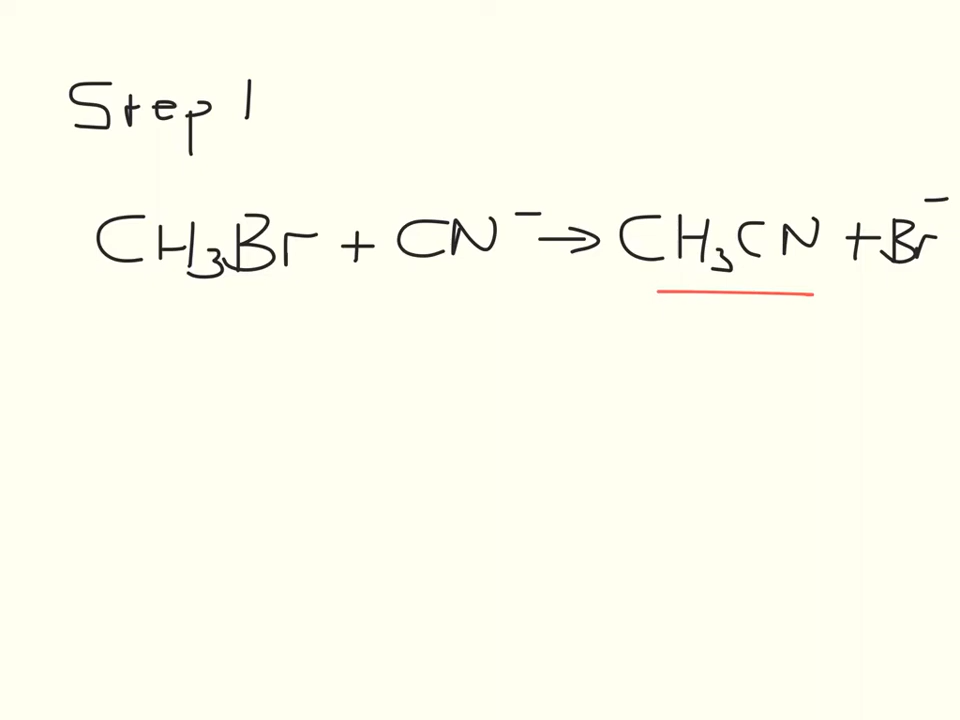 Step 1
CH₃Br + CN⁻ → CH₃CN + Br⁻